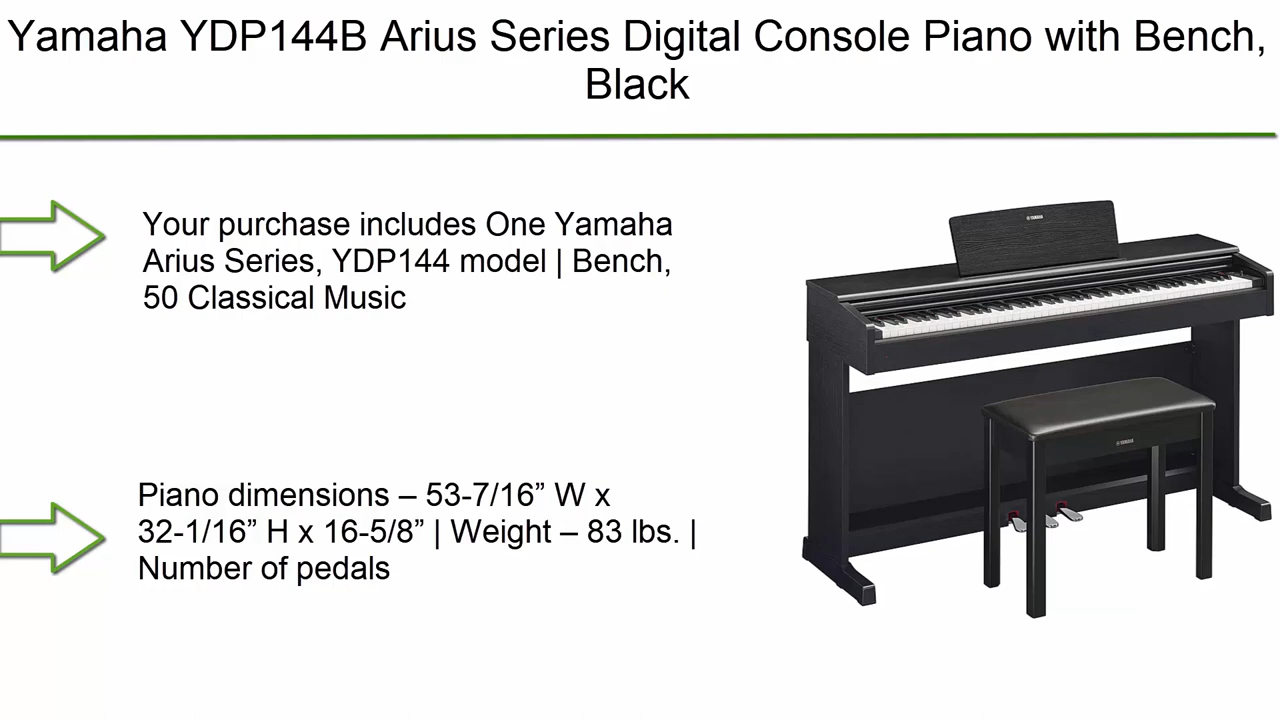 Yamaha YDP144B Arius Series Digital Console Piano with Bench,
Black
Your purchase includes One Yamaha
Arius Series, YDP144 model | Bench,
50 Classical Music
Piano dimensions – 53-7/16” W x
32-1/16” H x 16-5/8” | Weight – 83 lbs. |
Number of pedals
YAMAHA
YAMAHA